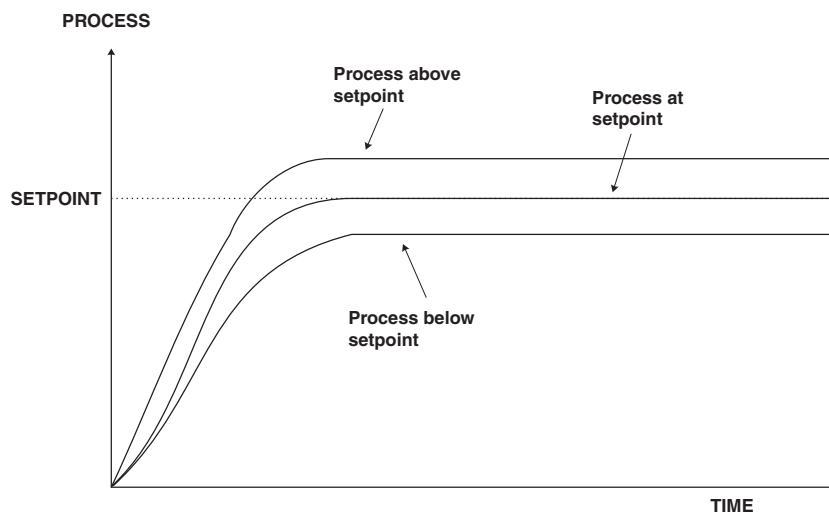 PROCESS
Process above
setpoint
Process at
setpoint
SETPOINT
Process below
setpoint
TIME